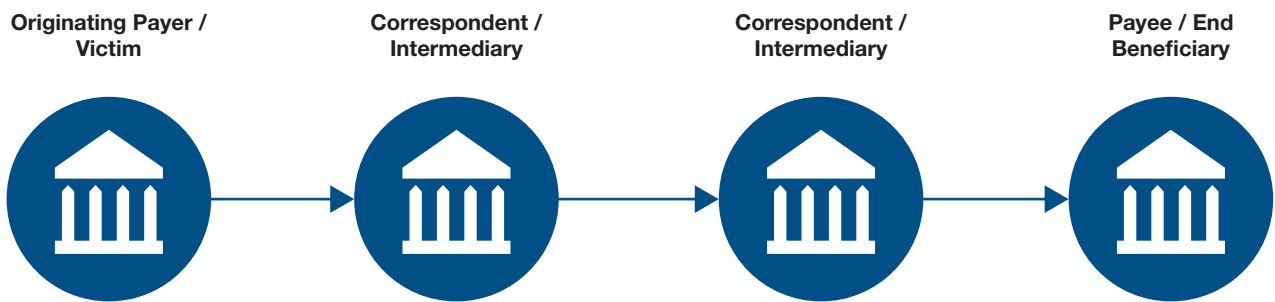 Originating Payer /
Victim
Correspondent /
Intermediary
Correspondent /
Intermediary
Payee / End
Beneficiary